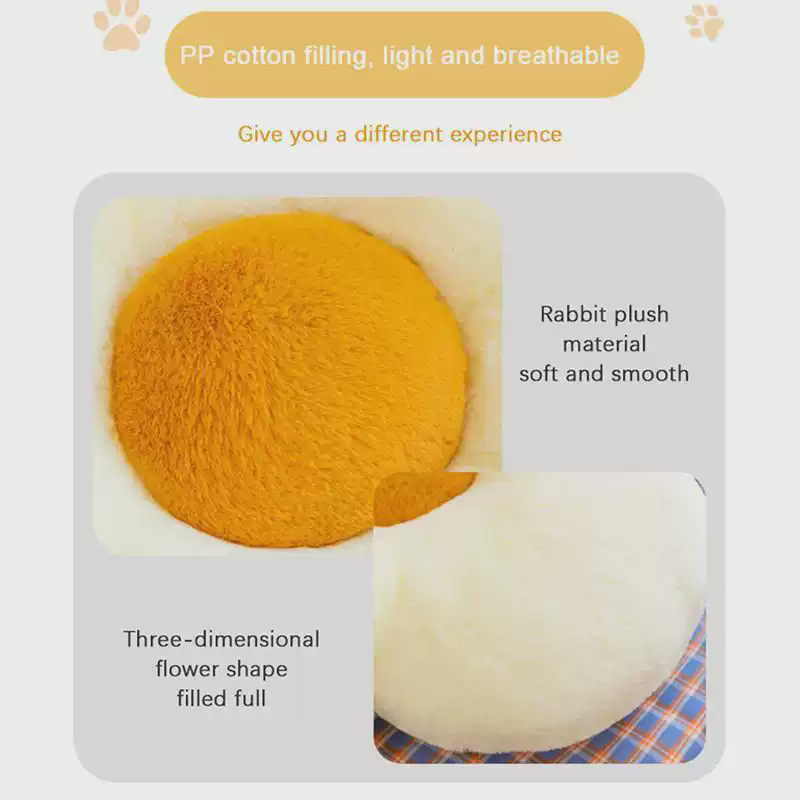 PP cotton filling, light and breathable
Give you a different experience
Rabbit plush
material
soft and smooth
Three-dimensional
flower shape
filled full